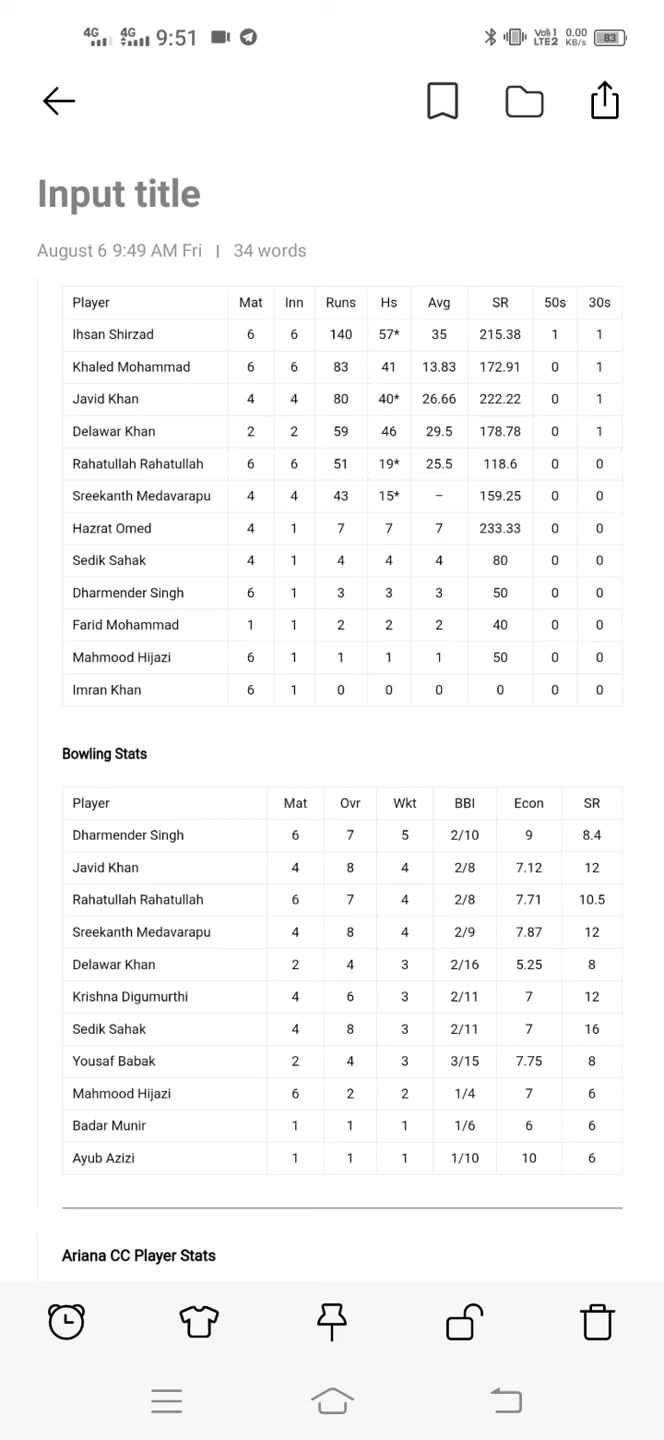 4G 4G 9:51 Vo) 1 LTE2 0.00 KB/s 83
Input title
August 6 9:49 AM Fri | 34 words
Player Mat Inn Runs Hs Avg SR 50s 30s
Ihsan Shirzad 6 6 140 57* 35 215.38 1 1
Khaled Mohammad 6 6 83 41 13.83 172.91 0 1
Javid Khan 4 4 80 40* 26.66 222.22 0 1
Delawar Khan 2 2 59 46 29.5 178.78 0 1
Rahatullah Rahatullah 6 6 51 19* 25.5 118.6 0 0
Sreekanth Medavarapu 4 4 43 15* – 159.25 0 0
Hazrat Omed 4 1 7 7 7 233.33 0 0
Sedik Sahak 4 1 4 4 4 80 0 0
Dharmender Singh 6 1 3 3 3 50 0 0
Farid Mohammad 1 1 2 2 2 40 0 0
Mahmood Hijazi 6 1 1 1 1 50 0 0
Imran Khan 6 1 0 0 0 0 0 0
Bowling Stats
Player Mat Ovr Wkt BBI Econ SR
Dharmender Singh 6 7 5 2/10 9 8.4
Javid Khan 4 8 4 2/8 7.12 12
Rahatullah Rahatullah 6 7 4 2/8 7.71 10.5
Sreekanth Medavarapu 4 8 4 2/9 7.87 12
Delawar Khan 2 4 3 2/16 5.25 8
Krishna Digumurthi 4 6 3 2/11 7 12
Sedik Sahak 4 8 3 2/11 7 16
Yousaf Babak 2 4 3 3/15 7.75 8
Mahmood Hijazi 6 2 2 1/4 7 6
Badar Munir 1 1 1 1/6 6 6
Ayub Azizi 1 1 1 1/10 10 6
Ariana CC Player Stats